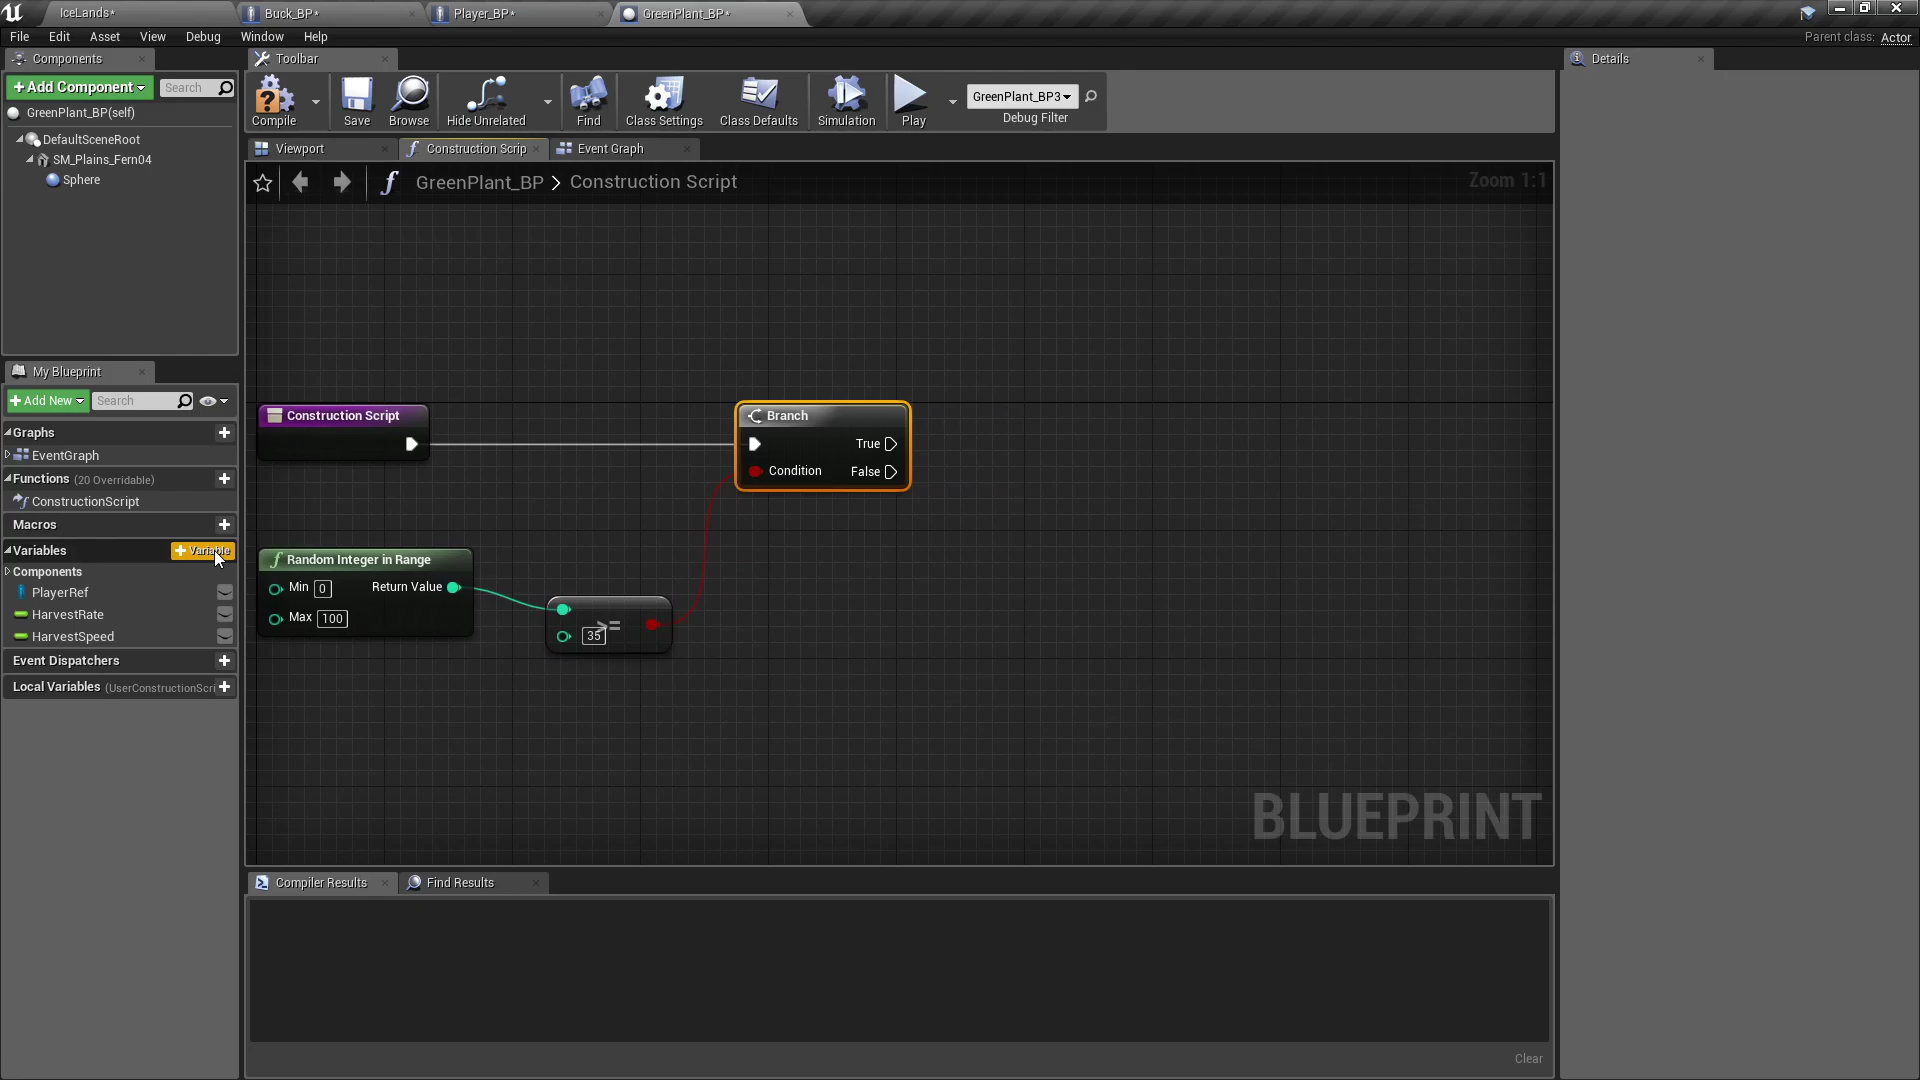 IceLands*
Buck_BP*
Player_BP*
GreenPlant_BP*
File Edit Asset View Debug Window Help
Parent class: Actor
Components
Toolbar
Details
+ Add Component
Search
GreenPlant_BP(self)
DefaultSceneRoot
SM_Plains_Fern04
Sphere
Compile
Save
Browse
Hide Unrelated
Find
Class Settings
Class Defaults
Simulation
Play
GreenPlant_BP3
Debug Filter
Viewport
Construction Scrip
Event Graph
GreenPlant_BP > Construction Script
Zoom 1:1
My Blueprint
+ Add New
Search
Graphs
EventGraph
Functions (20 Overridable)
ConstructionScript
Macros
Variables
+ Variable
Components
PlayerRef
HarvestRate
HarvestSpeed
Event Dispatchers
Local Variables (UserConstructionScri
Construction Script
Branch
True
Condition
False
Random Integer in Range
Min 0
Return Value
Max 100
>=
35
BLUEPRINT
Compiler Results
Find Results
Clear